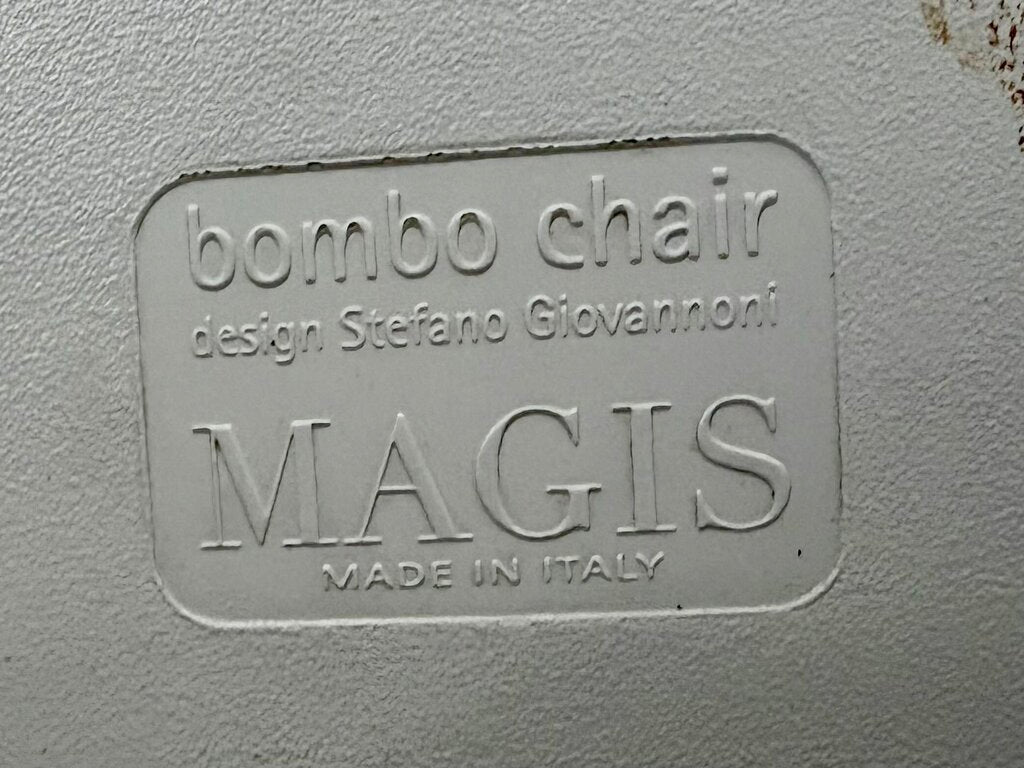 bombo chair
design Stefano Giovannoni
MAGIS
MADE IN ITALY